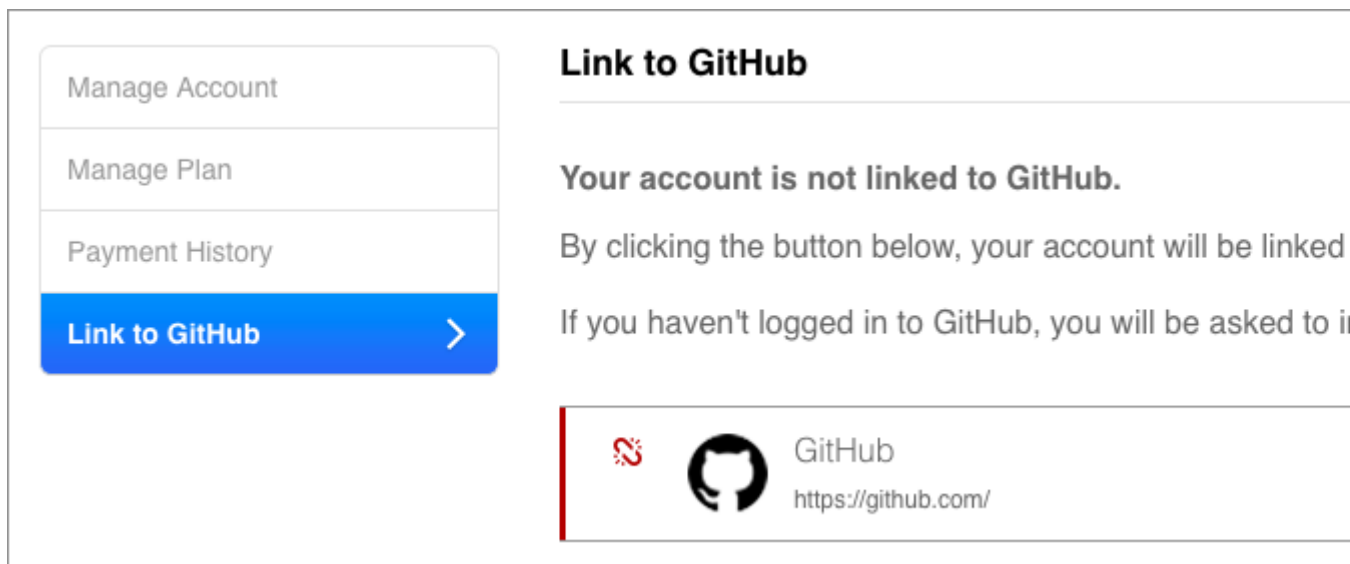 Manage Account
Manage Plan
Payment History
Link to GitHub
Link to GitHub
Your account is not linked to GitHub.
By clicking the button below, your account will be linked
If you haven't logged in to GitHub, you will be asked to
GitHub
https://github.com/